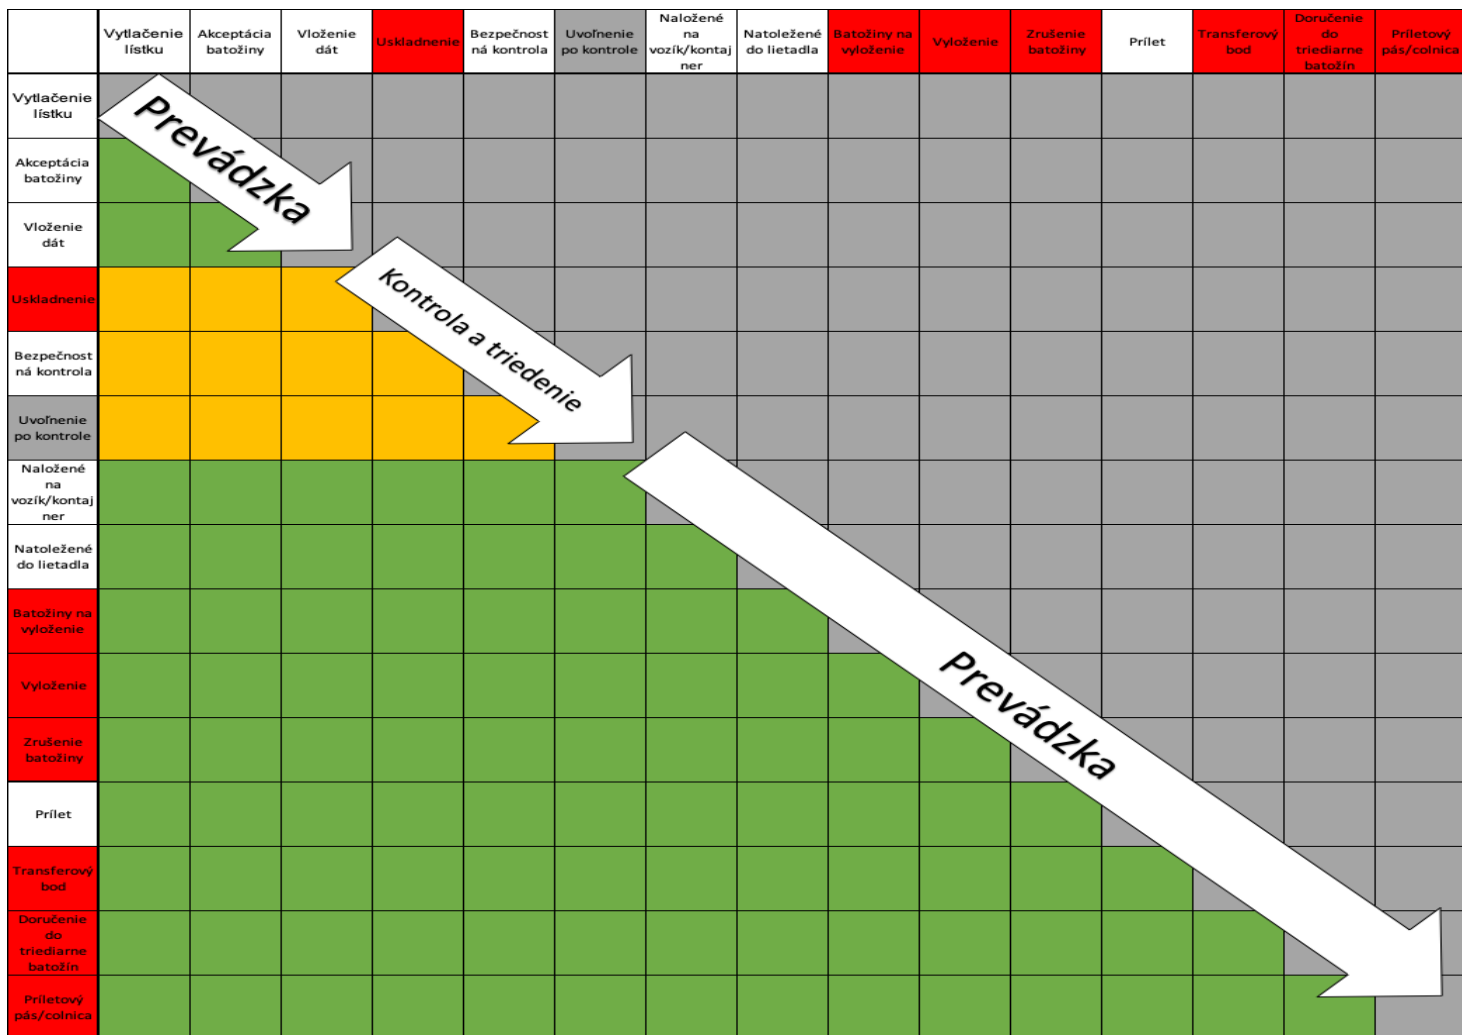 Vytlačenie
lístku
Akceptácia
batožiny
Vloženie
dát
Uskladnenie
Bezpečnost
ná kontrola
Uvoľnenie
po kontrole
Naložené
na
vozík/kontaj
ner
Natoležené
do lietadla
Batožiny na
vyloženie
Vyloženie
Zrušenie
batožiny
Prílet
Transferový
bod
Doručenie
do
triediarne
batožín
Príletový
pás/colnica
Vytlačenie
lístku
Akceptácia
batožiny
Vloženie
dát
Uskladnenie
Bezpečnost
ná kontrola
Uvoľnenie
po kontrole
Naložené
na
vozík/kontaj
ner
Natoležené
do lietadla
Batožiny na
vyloženie
Vyloženie
Zrušenie
batožiny
Prílet
Transferový
bod
Doručenie
do
triediarne
batožín
Príletový
pás/colnica
Prevádzka
Kontrola a triedenie
Prevádzka